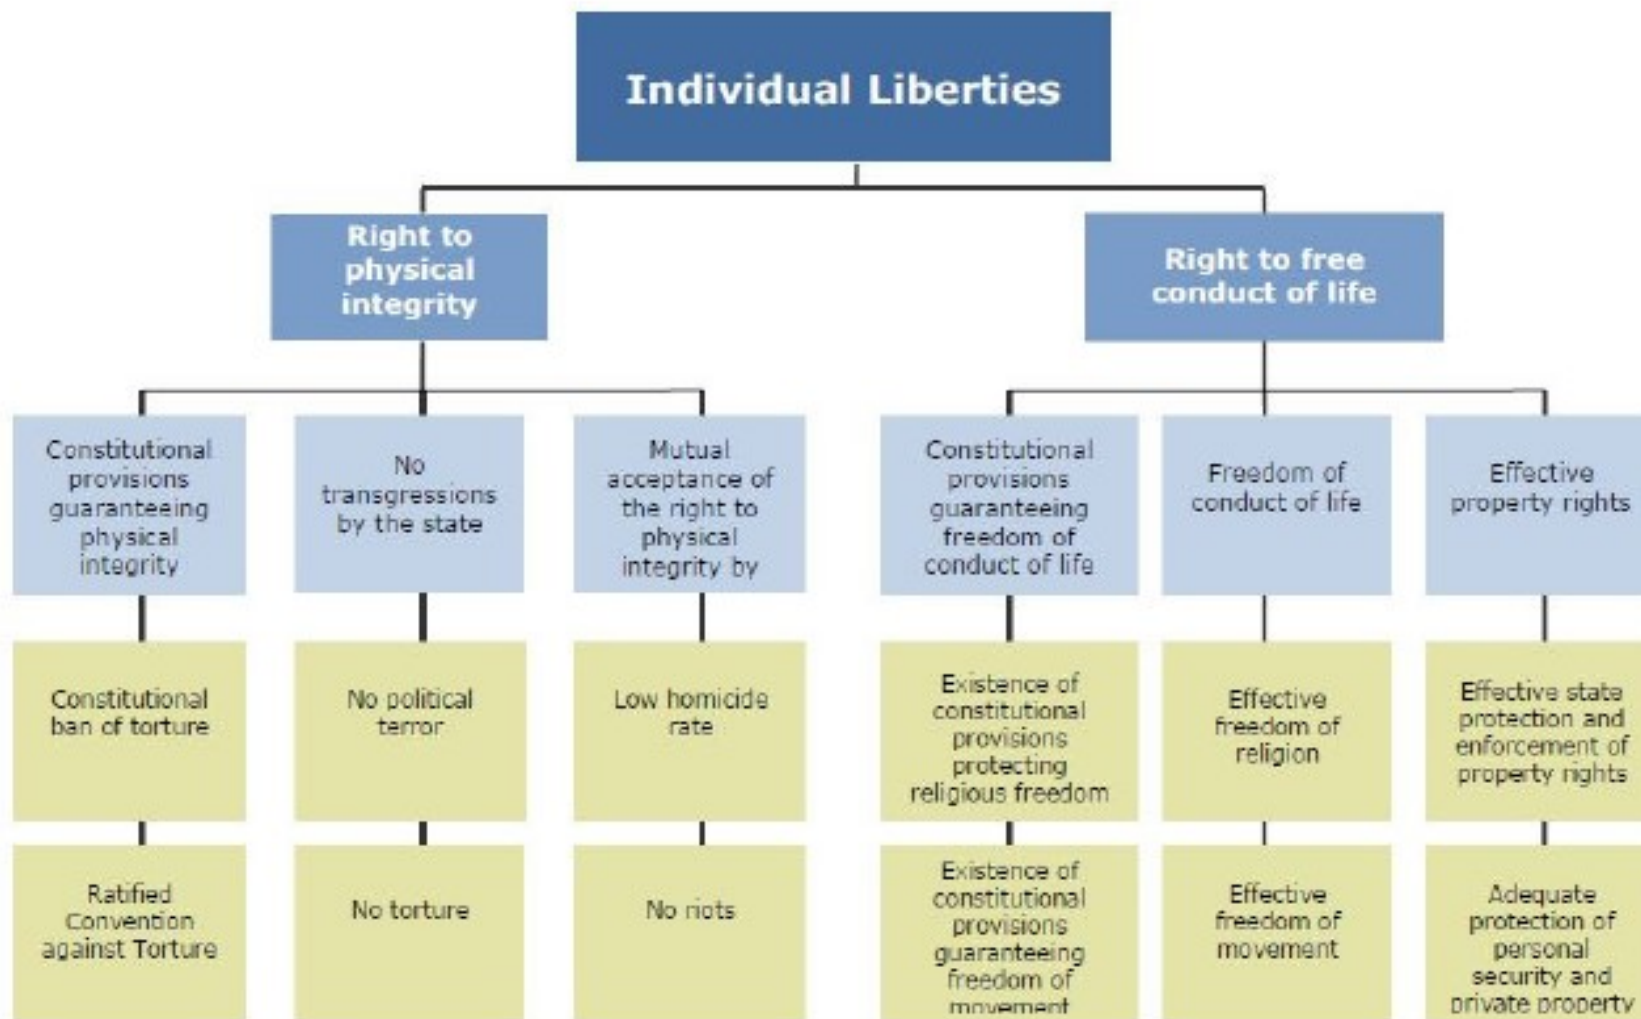 Individual Liberties
Right to
physical
integrity
Right to free
conduct of life
Constitutional
provisions
guaranteeing
physical
integrity
No
transgressions
by the state
Mutual
acceptance of
the right to
physical
integrity by
Constitutional
provisions
guaranteeing
freedom of
conduct of life
Freedom of
conduct of life
Effective
property rights
Constitutional
ban of torture
No political
terror
Low homicide
rate
Existence of
constitutional
provisions
protecting
religious freedom
Effective
freedom of
religion
Effective state
protection and
enforcement of
property rights
Ratified
Convention
against Torture
No torture
No riots
Existence of
constitutional
provisions
guaranteeing
freedom of
movement
Effective
freedom of
movement
Adequate
protection of
personal
security and
private property